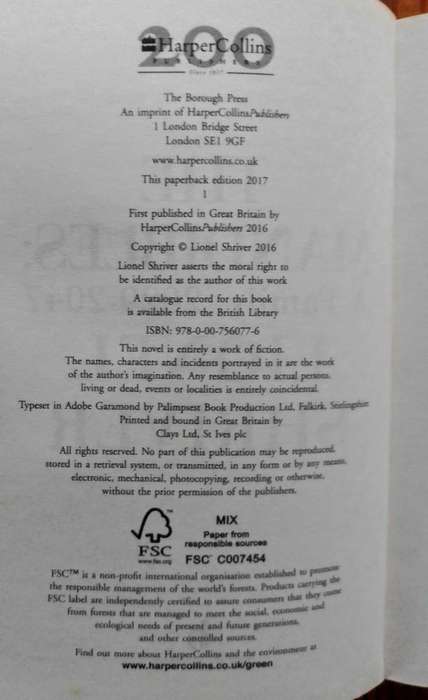 200
HarperCollins
PUBLISHERS
Since 1817
The Borough Press
An imprint of HarperCollinsPublishers
1 London Bridge Street
London SE1 9GF
www.harpercollins.co.uk
This paperback edition 2017
1
First published in Great Britain by
HarperCollinsPublishers 2016
Copyright © Lionel Shriver 2016
Lionel Shriver asserts the moral right to
be identified as the author of this work
A catalogue record for this book
is available from the British Library
ISBN: 978-0-00-756077-6
This novel is entirely a work of fiction.
The names, characters and incidents portrayed in it are the work
of the author's imagination. Any resemblance to actual persons,
living or dead, events or localities is entirely coincidental.
Typeset in Adobe Garamond by Palimpsest Book Production Ltd, Falkirk, Stirlingshire
Printed and bound in Great Britain by
Clays Ltd, St Ives plc
All rights reserved. No part of this publication may be reproduced,
stored in a retrieval system, or transmitted, in any form or by any means,
electronic, mechanical, photocopying, recording or otherwise,
without the prior permission of the publishers.
FSC
www.fsc.org
MIX
Paper from
responsible sources
FSC® C007454
FSC™ is a non-profit international organisation established to promote
the responsible management of the world's forests. Products carrying the
FSC label are independently certified to assure consumers that they come
from forests that are managed to meet the social, economic and
ecological needs of present and future generations,
and other controlled sources.
Find out more about HarperCollins and the environment at
www.harpercollins.co.uk/green